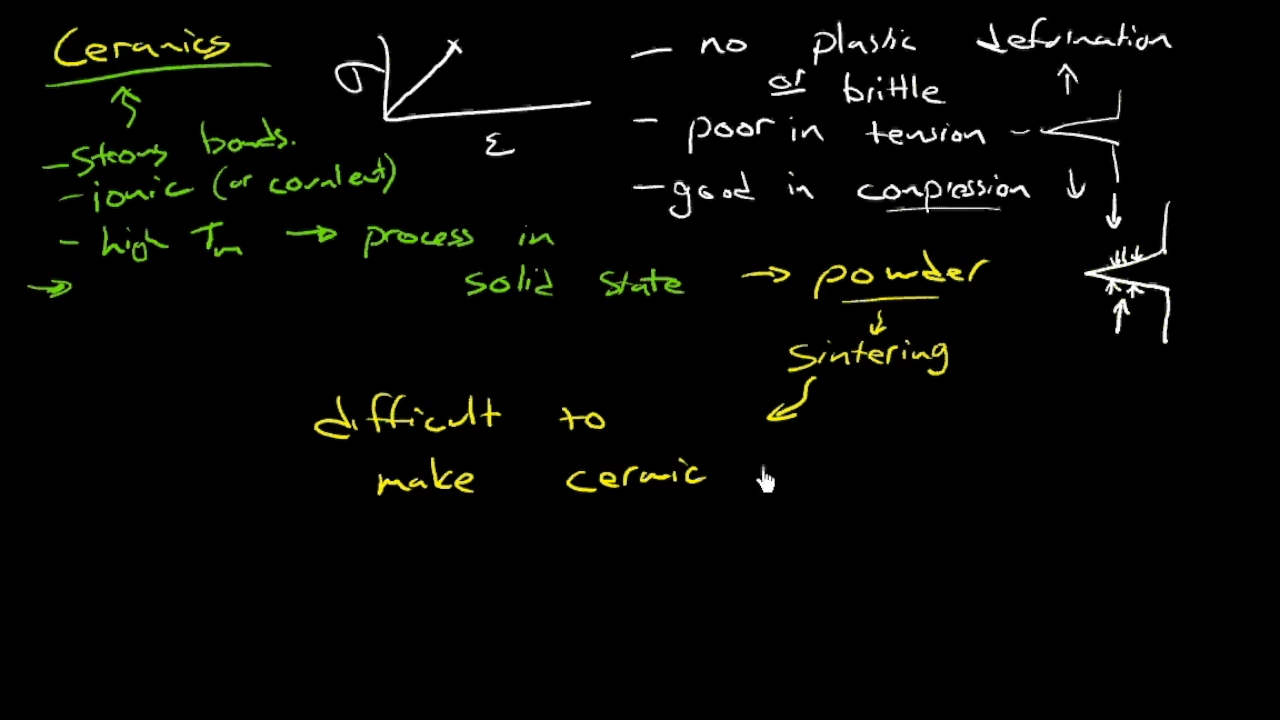 Ceramics
σ
ε
- no plastic deformation
or brittle
- poor in tension -
- good in compression ↓
↑
- strong bonds.
- ionic (or covalent)
- high Tm → process in
→ solid state → powder
↓
sintering
difficult to
make ceramic